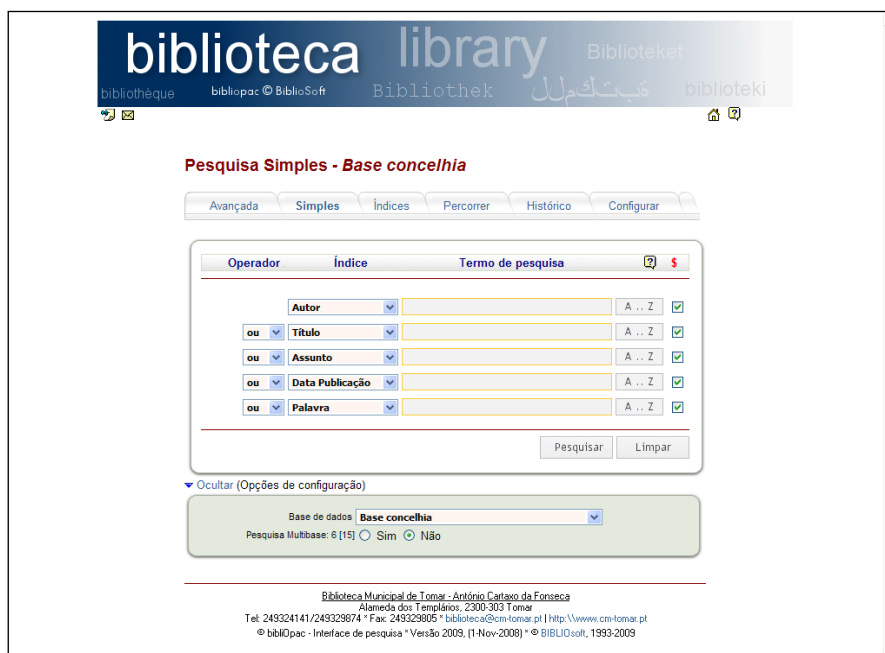 biblioteca library Biblioteket
bibliothèque bibliopac © BiblioSoft Bibliothek biblioteki
Pesquisa Simples - Base concelhia
Avançada Simples Índices Percorrer Histórico Configurar
Operador Índice Termo de pesquisa ? $
Autor A .. Z
ou Título A .. Z
ou Assunto A .. Z
ou Data Publicação A .. Z
ou Palavra A .. Z
Pesquisar Limpar
Ocultar (Opções de configuração)
Base de dados Base concelhia
Pesquisa Multibase: 6 [15] Sim Não
Biblioteca Municipal de Tomar - António Cartaxo da Fonseca
Alameda dos Templários, 2300-303 Tomar
Tel: 249324141/249329874 * Fax: 249329805 * biblioteca@cm-tomar.pt | http:\\www.cm-tomar.pt
© bibliOpac - Interface de pesquisa * Versão 2009, (1-Nov-2008) * © BIBLIOsoft, 1993-2009